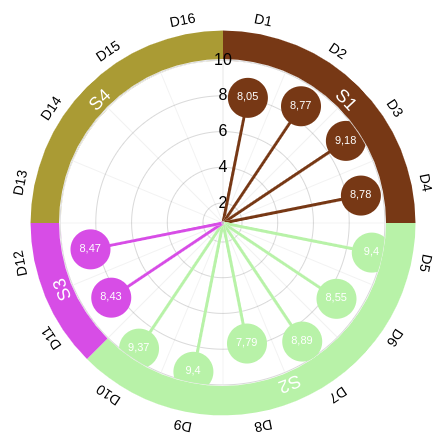 D1
D2
D3
D4
D5
D6
D7
D8
D9
D10
D11
D12
D13
D14
D15
D16
S1
S2
S3
S4
10
8
6
4
2
8,05
8,77
9,18
8,78
9,4
8,55
8,89
7,79
9,4
9,37
8,43
8,47